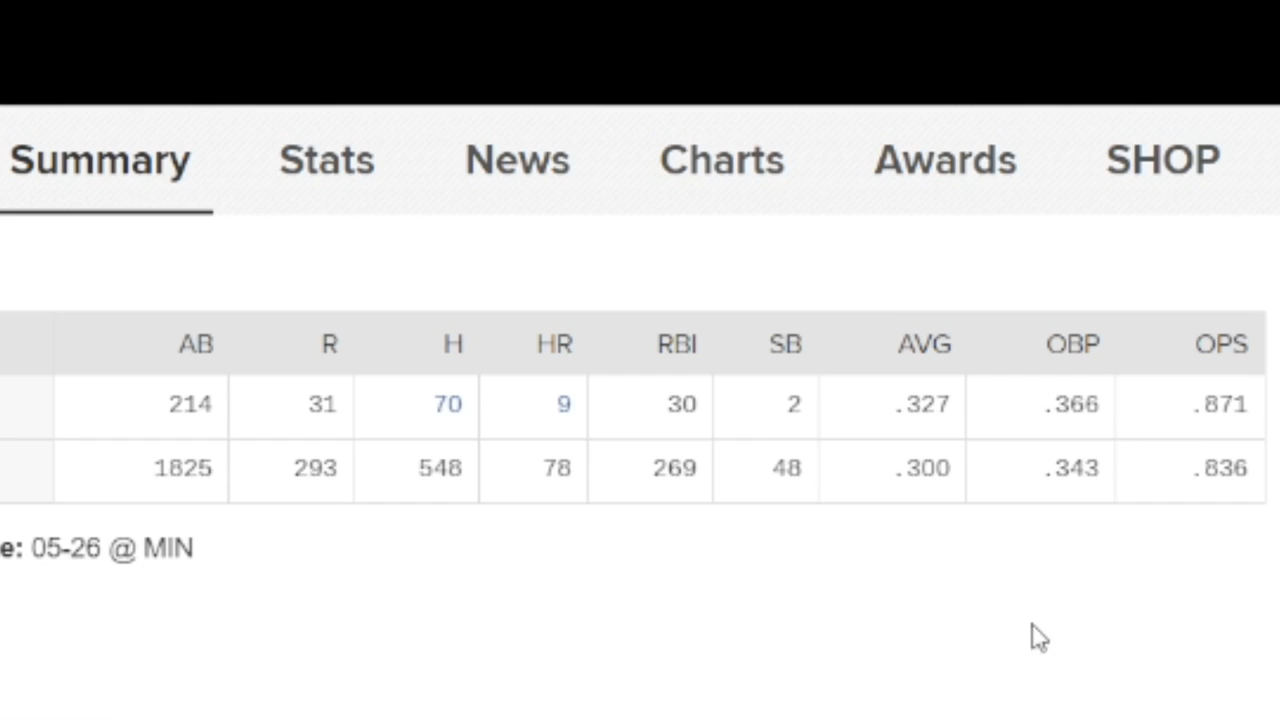 Summary Stats News Charts Awards SHOP
AB R H HR RBI SB AVG OBP OPS
214 31 70 9 30 2 .327 .366 .871
1825 293 548 78 269 48 .300 .343 .836
e: 05-26 @ MIN